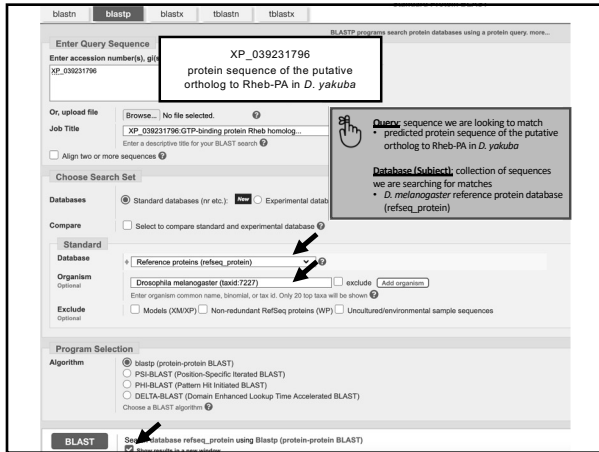 blastn blastp blastx tblastn tblastx
BLASTP programs search protein databases using a protein query. more...
Enter Query Sequence
Enter accession number(s), gi(s
XP_039231796
XP_039231796
protein sequence of the putative
ortholog to Rheb-PA in D. yakuba
Or, upload file Browse... No file selected.
Job Title XP_039231796:GTP-binding protein Rheb homolog...
Enter a descriptive title for your BLAST search
Align two or more sequences
Query: sequence we are looking to match
• predicted protein sequence of the putative
ortholog to Rheb-PA in D. yakuba
Database (Subject): collection of sequences
we are searching for matches
• D. melanogaster reference protein database
(refseq_protein)
Choose Search Set
Databases Standard databases (nr etc.): New Experimental datab
Compare Select to compare standard and experimental database
Standard
Database Reference proteins (refseq_protein)
Organism Drosophila melanogaster (taxid:7227) exclude Add organism
Optional
Enter organism common name, binomial, or tax id. Only 20 top taxa will be shown
Exclude Models (XM/XP) Non-redundant RefSeq proteins (WP) Uncultured/environmental sample sequences
Optional
Program Selection
Algorithm blastp (protein-protein BLAST)
PSI-BLAST (Position-Specific Iterated BLAST)
PHI-BLAST (Pattern Hit Initiated BLAST)
DELTA-BLAST (Domain Enhanced Lookup Time Accelerated BLAST)
Choose a BLAST algorithm
BLAST Search database refseq_protein using Blastp (protein-protein BLAST)
Show results in a new window